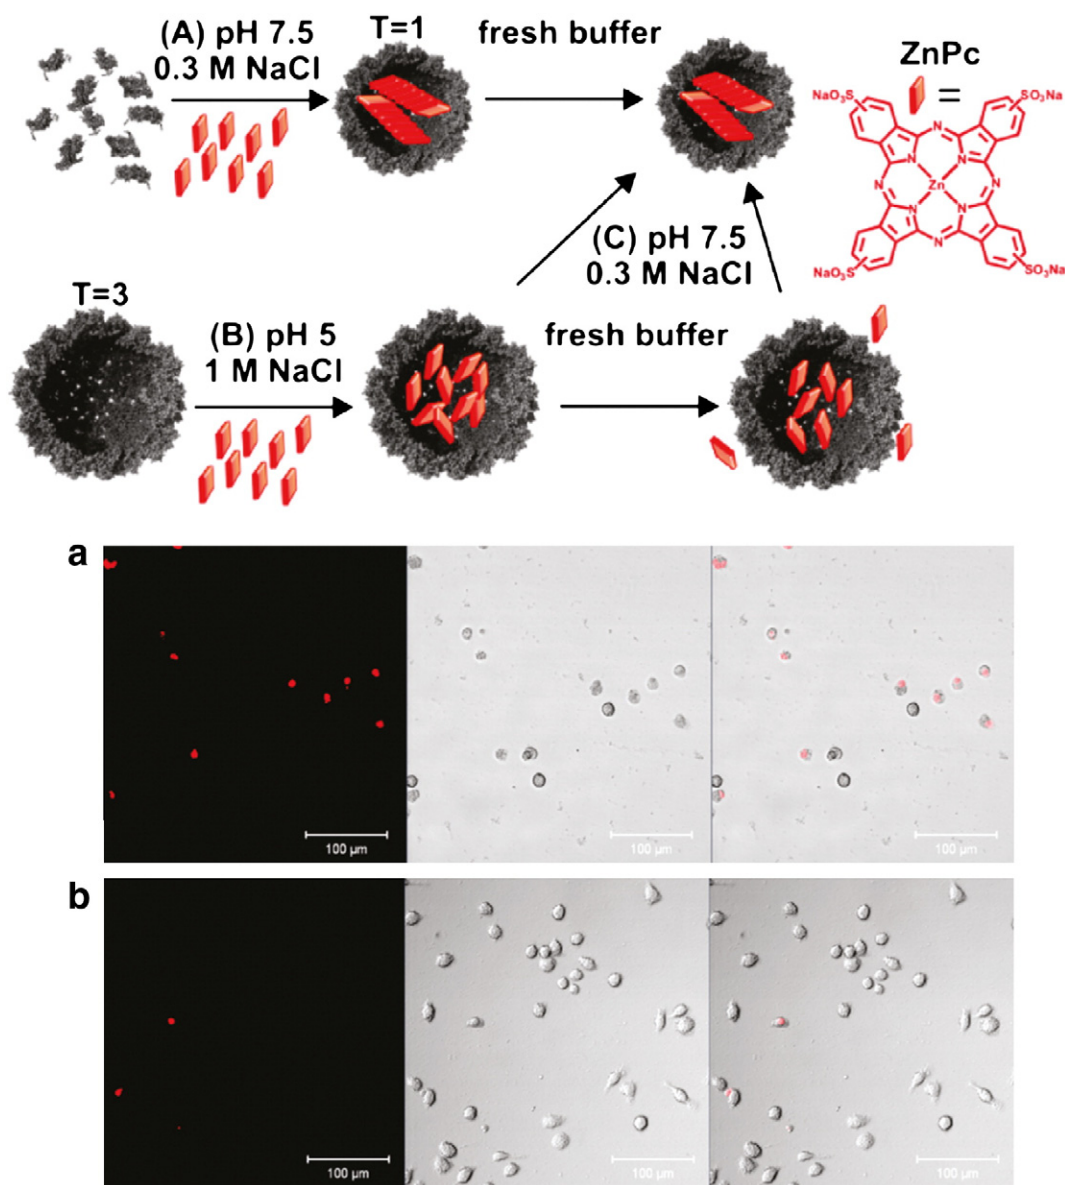 (A) pH 7.5
0.3 M NaCl
T=1
fresh buffer
ZnPc
=
NaO₃S
SO₃Na
N
N
N
N
N
Zn
N
N
N
NaO₃S
SO₃Na
(C) pH 7.5
0.3 M NaCl
T=3
(B) pH 5
1 M NaCl
fresh buffer
a
100 µm
100 µm
100 µm
b
100 µm
100 µm
100 µm